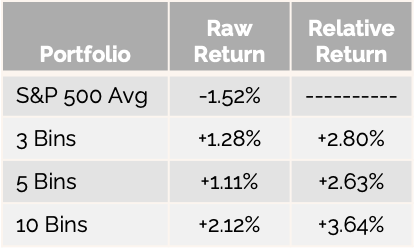 Portfolio Raw Return Relative Return
S&P 500 Avg -1.52% ----------
3 Bins +1.28% +2.80%
5 Bins +1.11% +2.63%
10 Bins +2.12% +3.64%